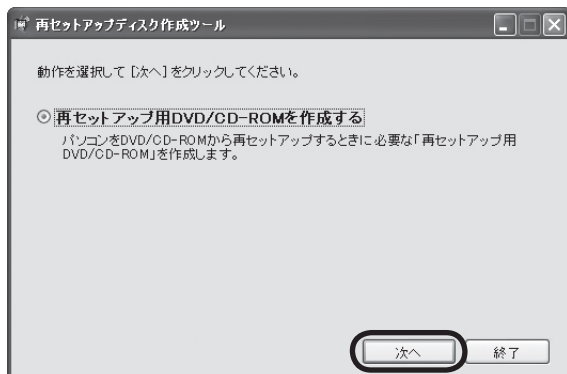 再セットアップディスク作成ツール
動作を選択して [次へ] をクリックしてください。
再セットアップ用DVD/CD-ROMを作成する
パソコンをDVD/CD-ROMから再セットアップするときに必要な「再セットアップ用
DVD/CD-ROM」を作成します。
次へ
終了